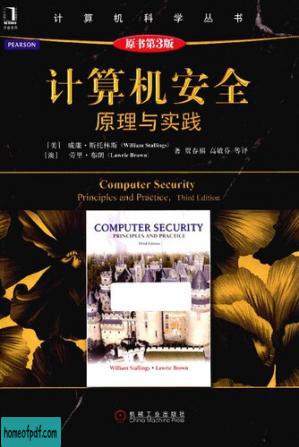 计算机科学丛书
PEARSON
原书第3版
计算机安全
原理与实践
[美] 威廉·斯托林斯 (William Stallings)
[澳] 劳里·布朗 (Lawrie Brown) 著 贾春福 高敏芬 等译
Computer Security
Principles and Practice, Third Edition
COMPUTER SECURITY
PRINCIPLES AND PRACTICE
Third Edition
William Stallings • Lawrie Brown
机械工业出版社
China Machine Press
homeofpdf.com